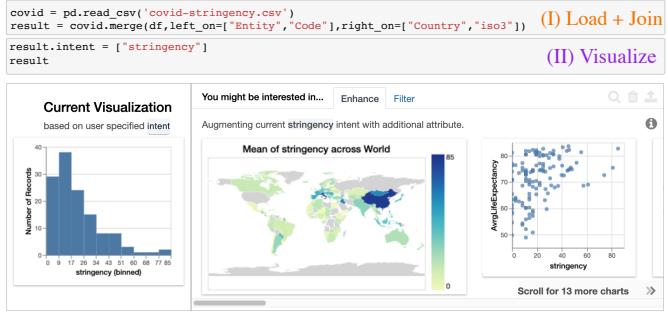 covid = pd.read_csv('covid-stringency.csv')
result = covid.merge(df,left_on=["Entity","Code"],right_on=["Country","iso3"])
(I) Load + Join
result.intent = ["stringency"]
result
(II) Visualize
Current Visualization
based on user specified intent
40
30
20
10
0
Number of Records
0 9 17 26 34 43 51 60 68 77 85
stringency (binned)
You might be interested in... Enhance Filter
Augmenting current stringency intent with additional attribute.
Mean of stringency across World
85
0
80
70
60
50
AvrgLifeExpectancy
0 20 40 60 80
stringency
Scroll for 13 more charts